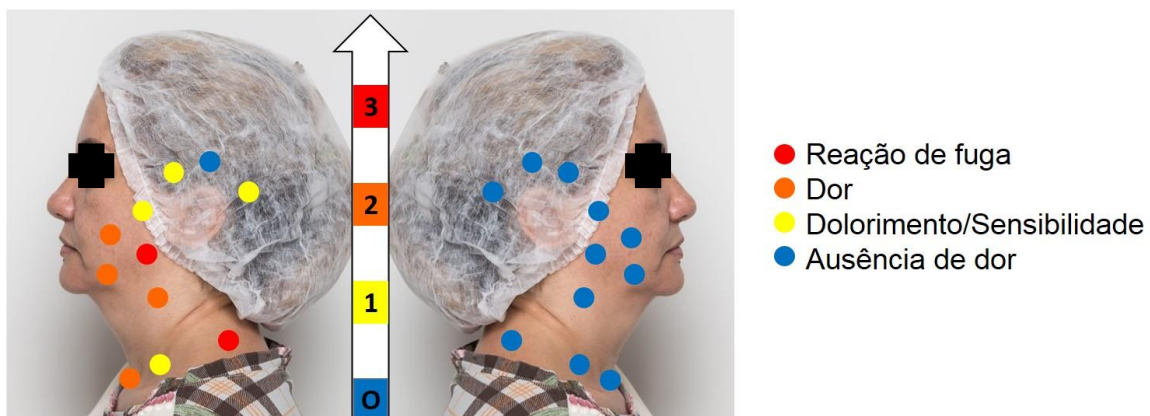 3
2
1
O
Reação de fuga
Dor
Dolorimento/Sensibilidade
Ausência de dor